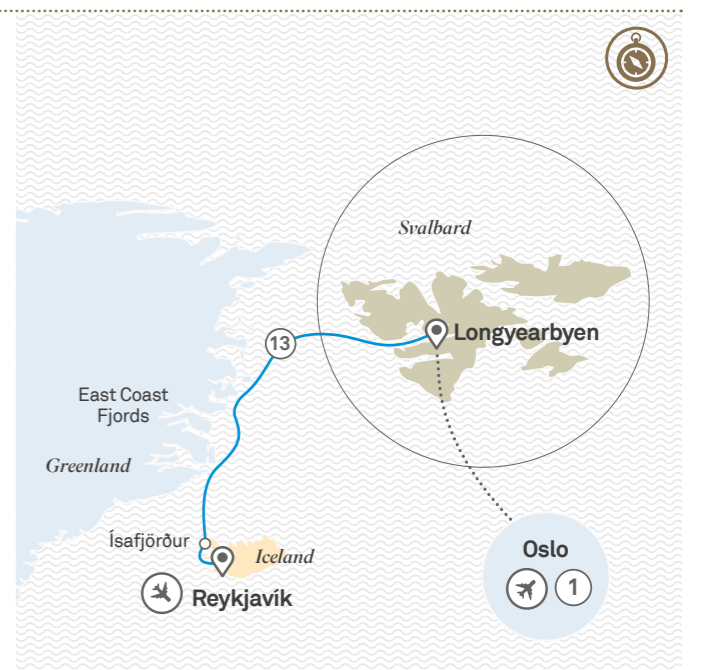 Svalbard
Longyearbyen
13
East Coast
Fjords
Greenland
Ísafjörður
Iceland
Reykjavík
Oslo
1